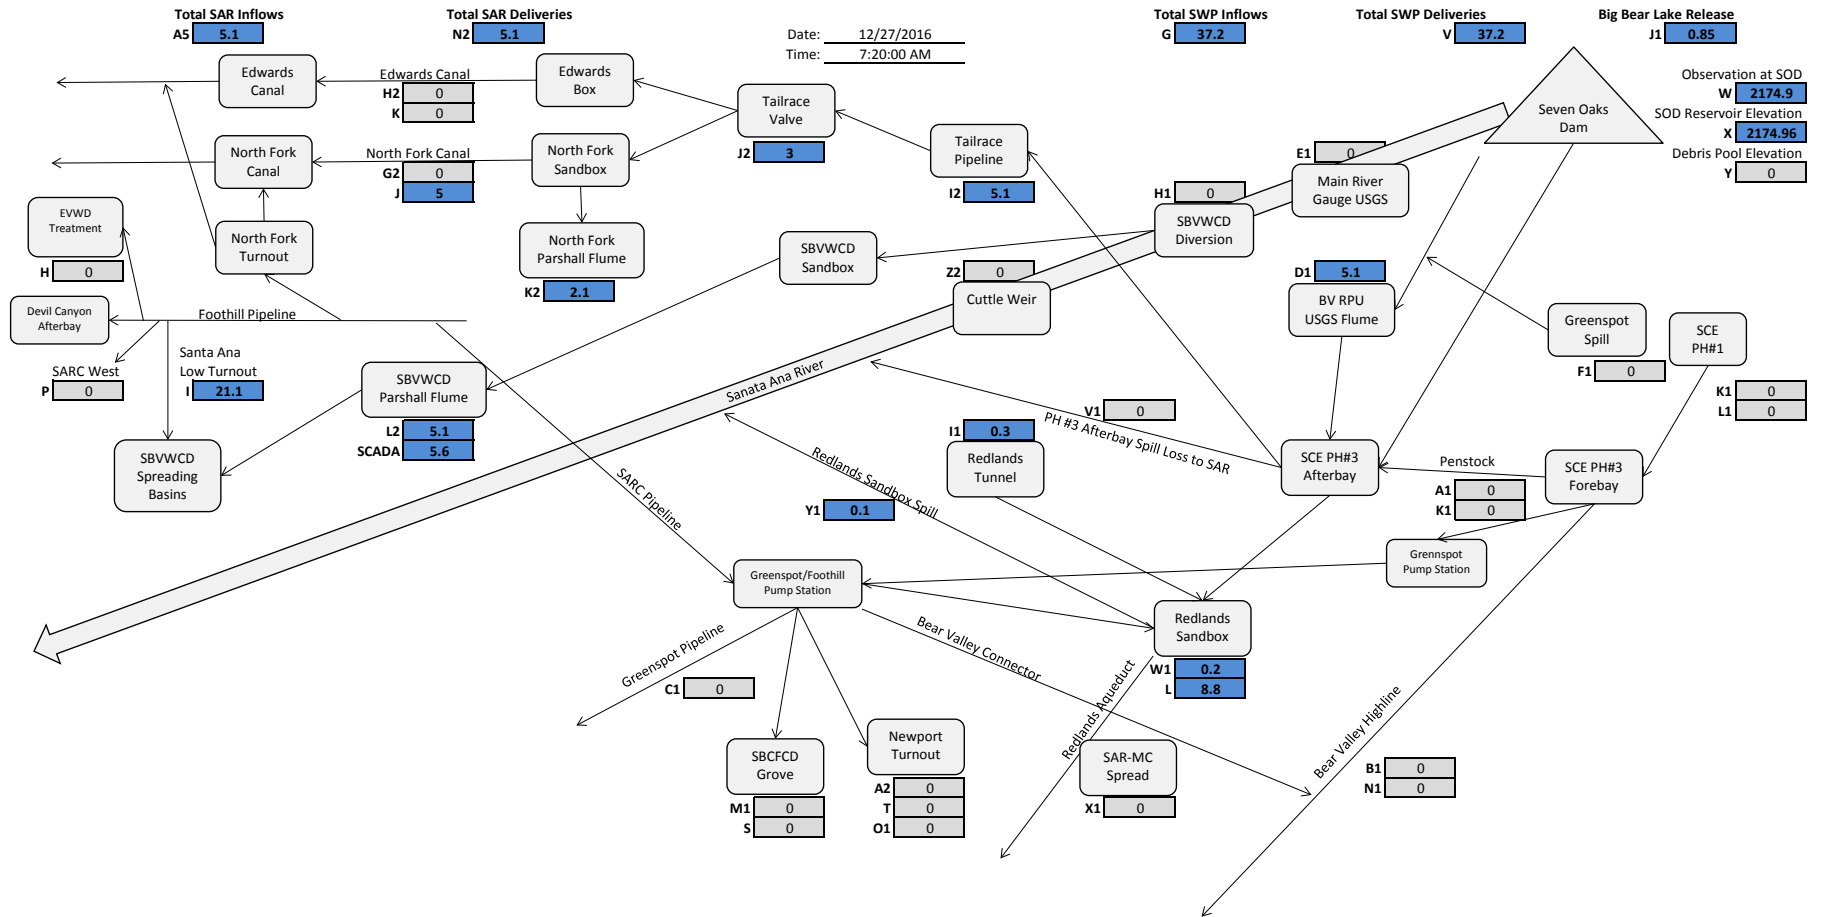 Total SAR Inflows
A5 5.1
Total SAR Deliveries
N2 5.1
Date: 12/27/2016
Time: 7:20:00 AM
Total SWP Inflows
G 37.2
Total SWP Deliveries
V 37.2
Big Bear Lake Release
J1 0.85
Edwards
Canal
Edwards Canal
H2 0
K 0
Edwards
Box
Tailrace
Valve
J2 3
Tailrace
Pipeline
I2 5.1
Seven Oaks
Dam
Observation at SOD
W 2174.9
SOD Reservoir Elevation
X 2174.96
Debris Pool Elevation
Y 0
North Fork
Canal
North Fork Canal
G2 0
J 5
North Fork
Sandbox
E1 0
Main River
Gauge USGS
H1 0
SBVWCD
Diversion
EVWD
Treatment
H 0
North Fork
Turnout
North Fork
Parshall Flume
K2 2.1
SBVWCD
Sandbox
Z2 0
Cuttle Weir
D1 5.1
BV RPU
USGS Flume
Greenspot
Spill
F1 0
SCE
PH#1
K1 0
L1 0
Devil Canyon
Afterbay
Foothill Pipeline
SARC West
P 0
Santa Ana
Low Turnout
I 21.1
SBVWCD
Parshall Flume
L2 5.1
SCADA 5.6
Sanata Ana River
SBVWCD
Spreading
Basins
V1 0
PH #3 Afterbay Spill Loss to SAR
I1 0.3
Redlands
Tunnel
SCE PH#3
Afterbay
Penstock
A1 0
K1 0
SCE PH#3
Forebay
SARC Pipeline
Redlands Sandbox Spill
Y1 0.1
Grennspot
Pump Station
Greenspot/Foothill
Pump Station
Redlands
Sandbox
W1 0.2
L 8.8
Greenspot Pipeline
C1 0
Bear Valley Connector
Redlands Aqueduct
Bear Valley Highline
SBCFCD
Grove
M1 0
S 0
Newport
Turnout
A2 0
T 0
O1 0
SAR-MC
Spread
X1 0
B1 0
N1 0